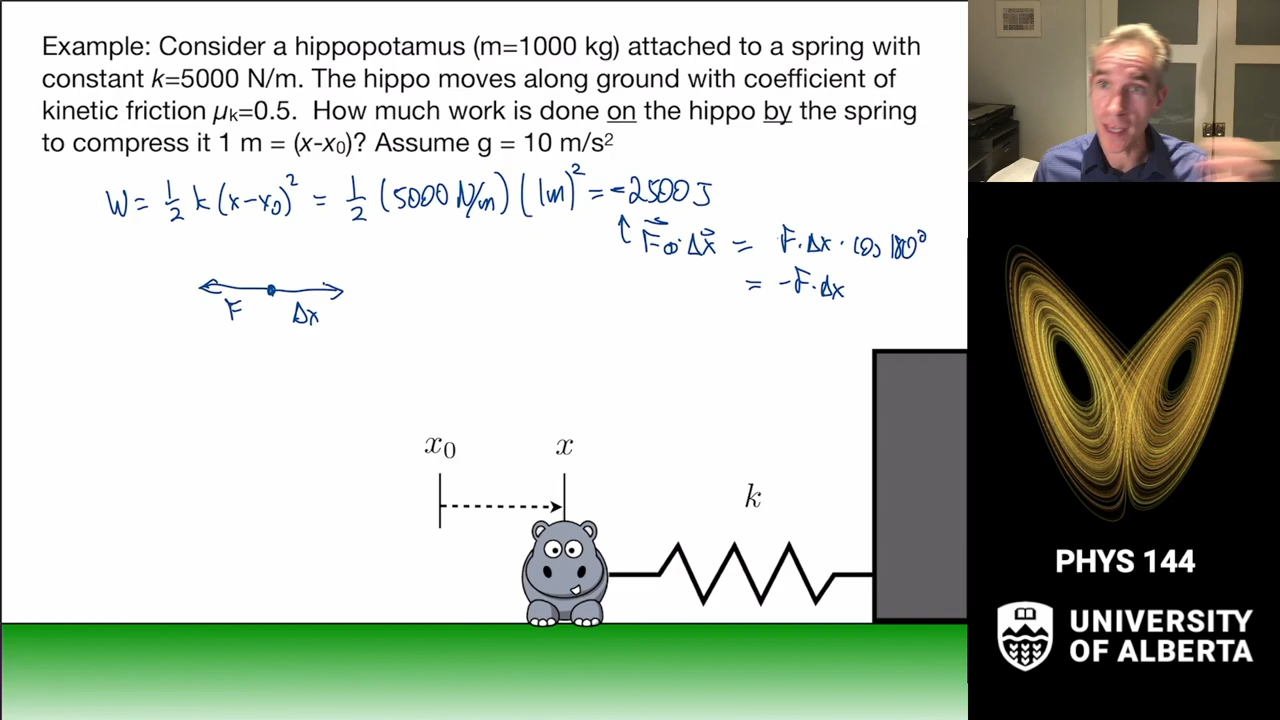 Example: Consider a hippopotamus (m=1000 kg) attached to a spring with
constant k=5000 N/m. The hippo moves along ground with coefficient of
kinetic friction μₖ=0.5. How much work is done on the hippo by the spring
to compress it 1 m = (x-x₀)? Assume g = 10 m/s²
W = 1/2 k (x-x₀)² = 1/2 (5000 N/m) (1m)² = -2500 J
↑ F⃗ · Δx⃗ = F·Δx · cos 180°
= -F·Δx
F Δx
x₀ x
k
PHYS 144
UNIVERSITY
OF ALBERTA